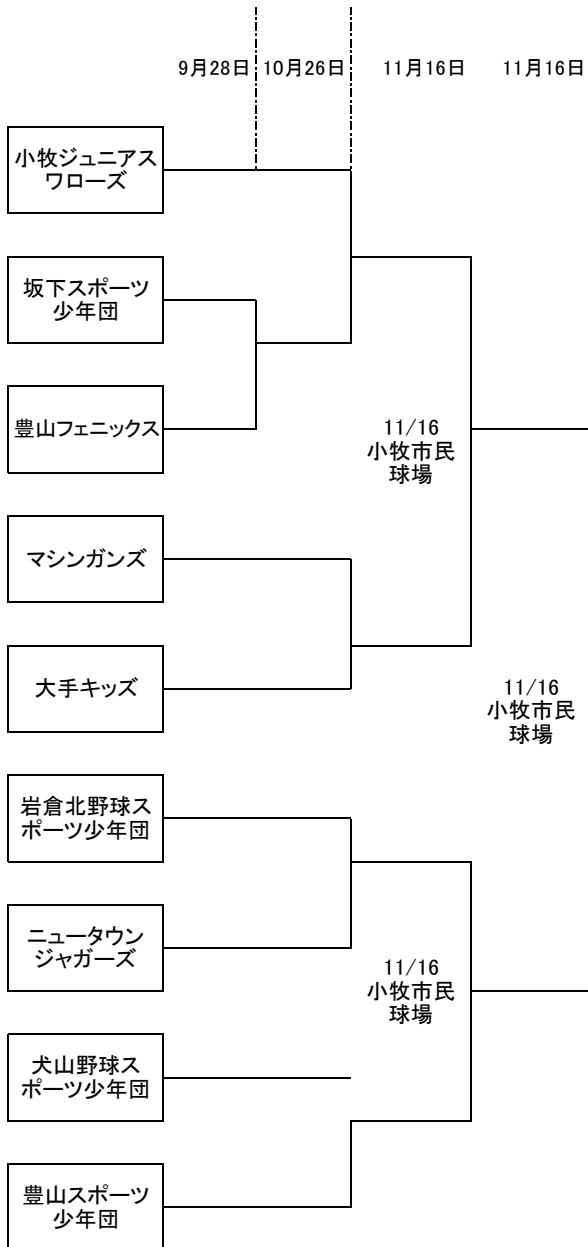 9月28日 10月26日 11月16日 11月16日
小牧ジュニアス
ワローズ
坂下スポーツ
少年団
豊山フェニックス
11/16
小牧市民
球場
マシンガンズ
大手キッズ
11/16
小牧市民
球場
岩倉北野球ス
ポーツ少年団
ニュータウン
ジャガーズ
11/16
小牧市民
球場
犬山野球ス
ポーツ少年団
豊山スポーツ
少年団